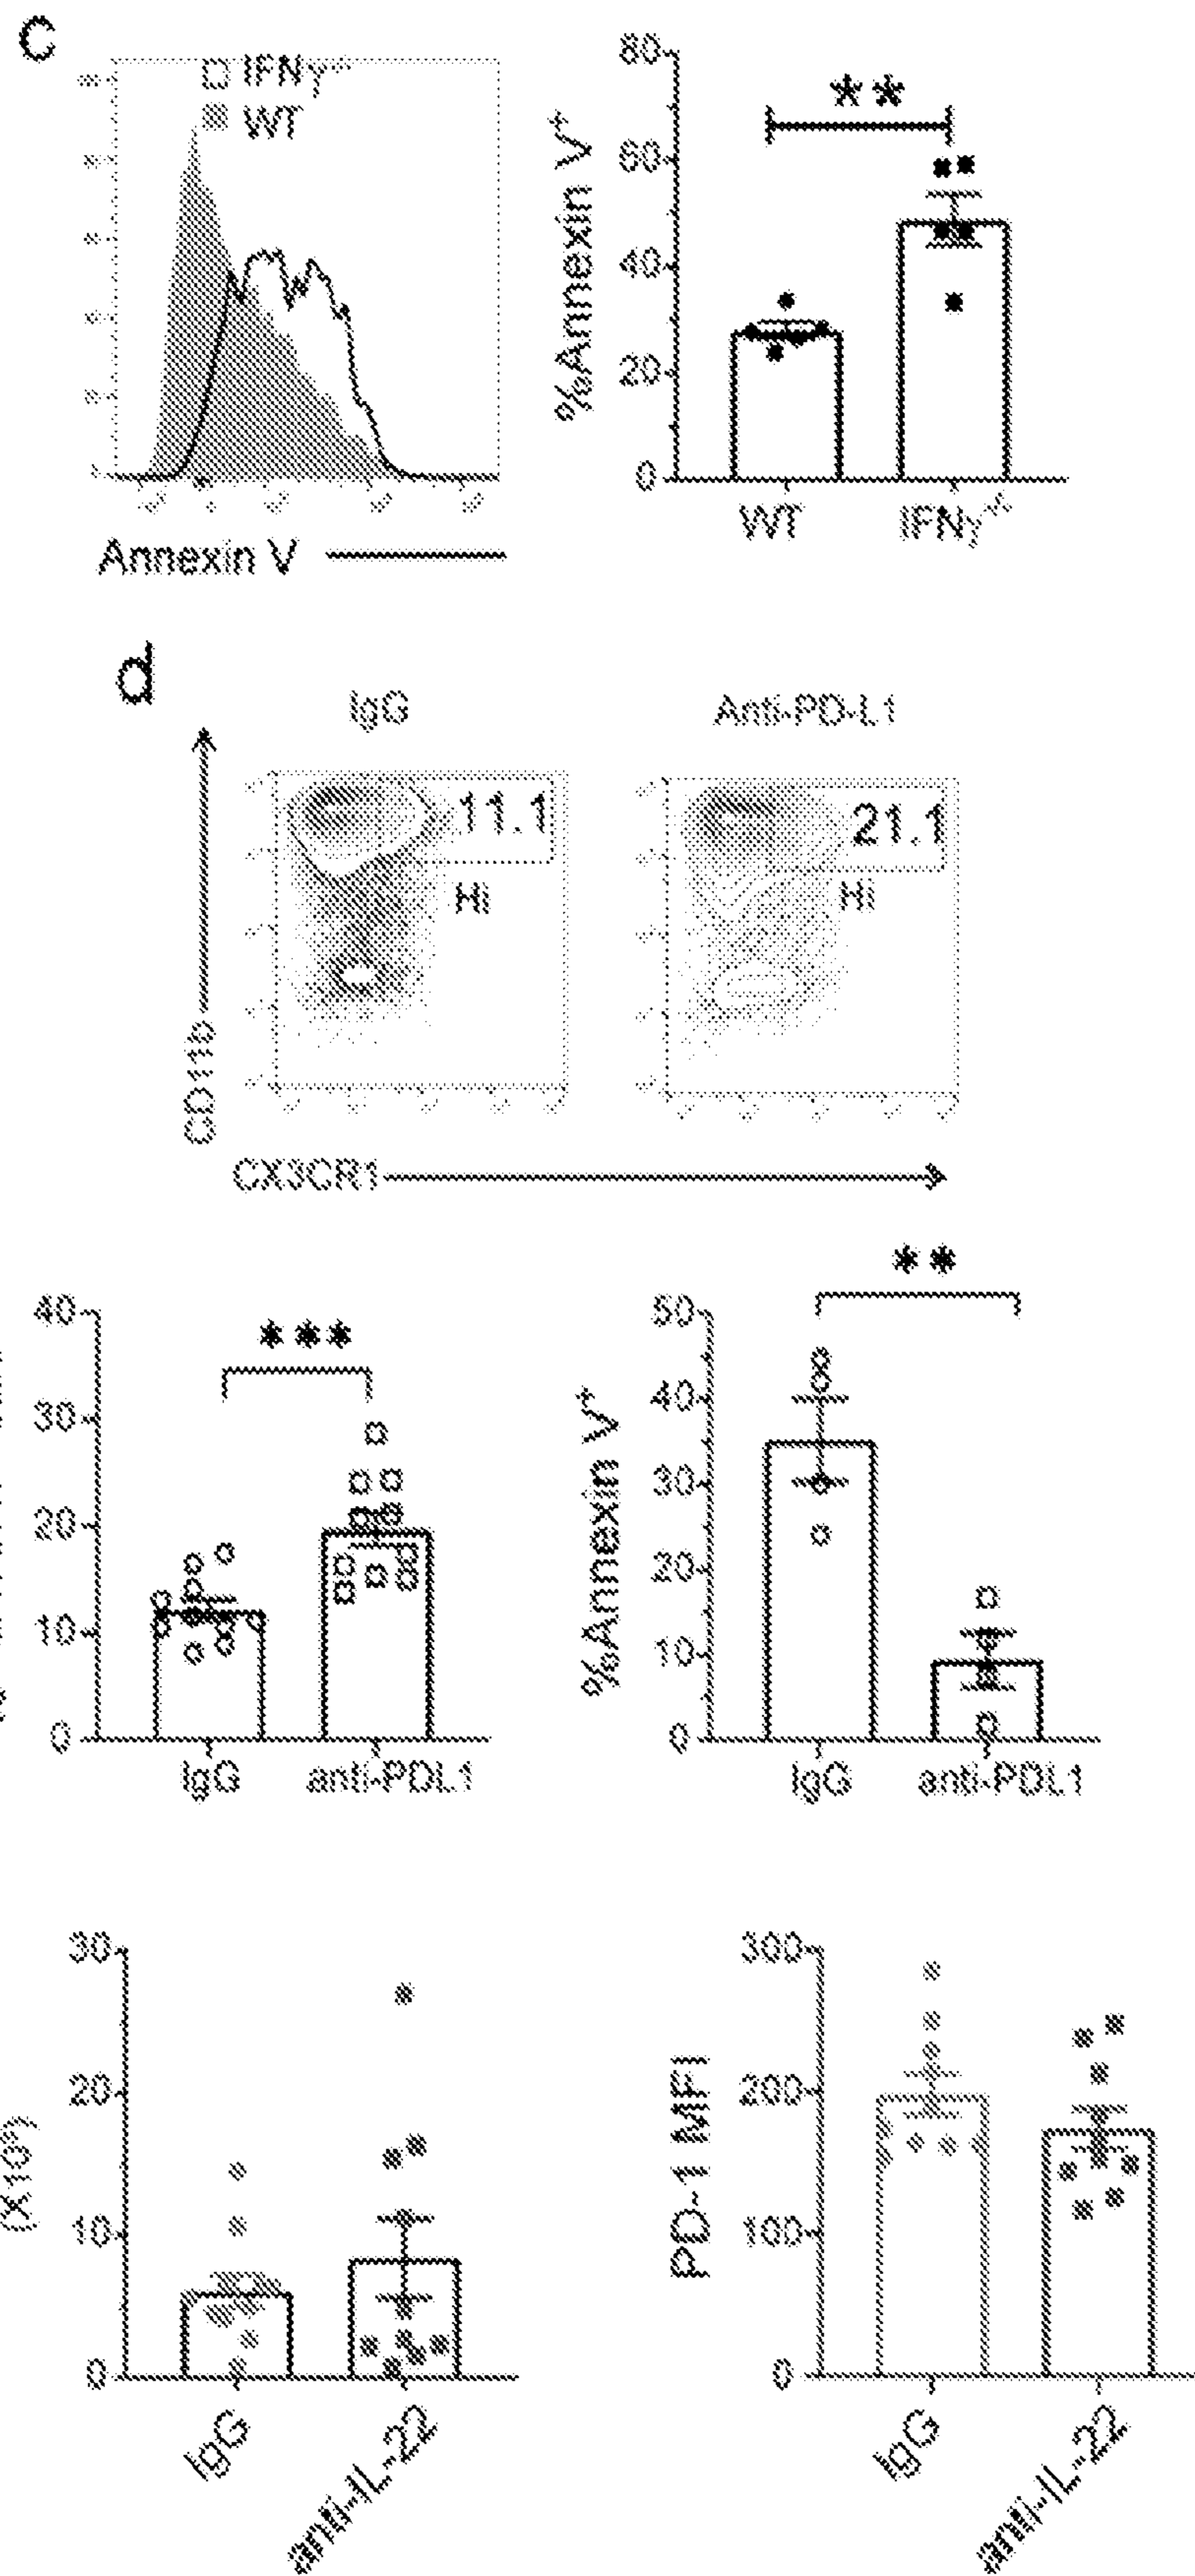 c
IFNγ-/-
WT
Annexin V
%Annexin V+
80
60
40
20
0
**
WT
IFNγ-/-
d
IgG
Anti-PD-L1
11.1
Hi
21.1
Hi
CD11b
CX3CR1
40
30
20
10
0
***
IgG
anti-PDL1
%Annexin V+
50
40
30
20
10
0
**
IgG
anti-PDL1
30
20
10
0
IgG
anti-IL-22
PD-1 MFI
300
200
100
0
IgG
anti-IL-22